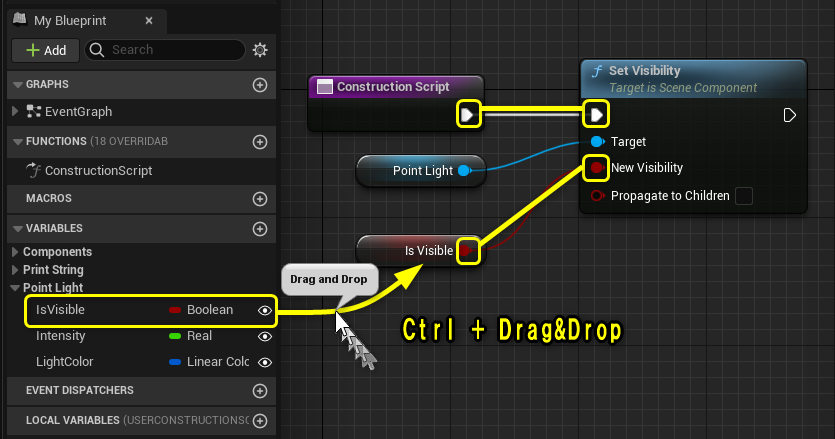 My Blueprint
Add
Search
GRAPHS
EventGraph
FUNCTIONS (18 OVERRIDAB
ConstructionScript
MACROS
VARIABLES
Components
Print String
Point Light
IsVisible Boolean
Intensity Real
LightColor Linear Colo
EVENT DISPATCHERS
LOCAL VARIABLES (USERCONSTRUCTIONSC
Construction Script
Point Light
Is Visible
Drag and Drop
Ctrl + Drag&Drop
Set Visibility
Target is Scene Component
Target
New Visibility
Propagate to Children